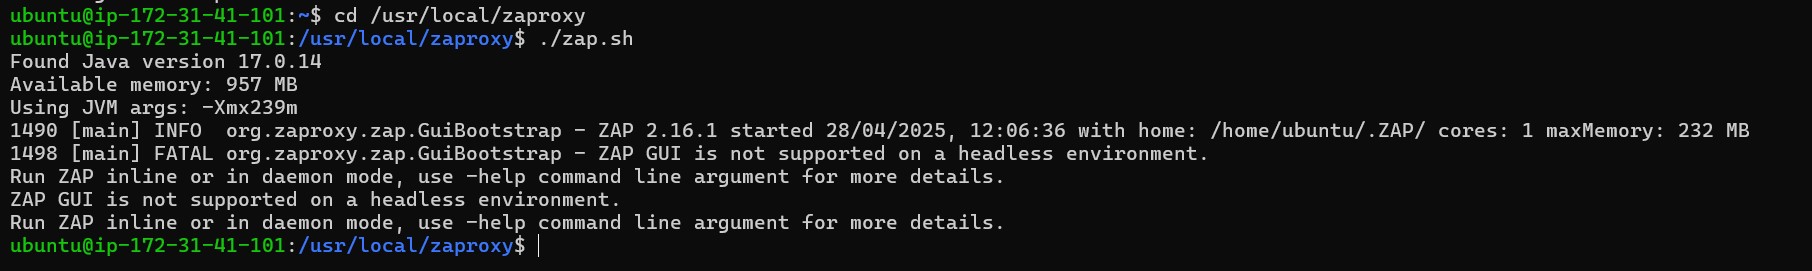 ubuntu@ip-172-31-41-101:~$ cd /usr/local/zaproxy
ubuntu@ip-172-31-41-101:/usr/local/zaproxy$ ./zap.sh
Found Java version 17.0.14
Available memory: 957 MB
Using JVM args: -Xmx239m
1490 [main] INFO  org.zaproxy.zap.GuiBootstrap - ZAP 2.16.1 started 28/04/2025, 12:06:36 with home: /home/ubuntu/.ZAP/ cores: 1 maxMemory: 232 MB
1498 [main] FATAL org.zaproxy.zap.GuiBootstrap - ZAP GUI is not supported on a headless environment.
Run ZAP inline or in daemon mode, use -help command line argument for more details.
ZAP GUI is not supported on a headless environment.
Run ZAP inline or in daemon mode, use -help command line argument for more details.
ubuntu@ip-172-31-41-101:/usr/local/zaproxy$